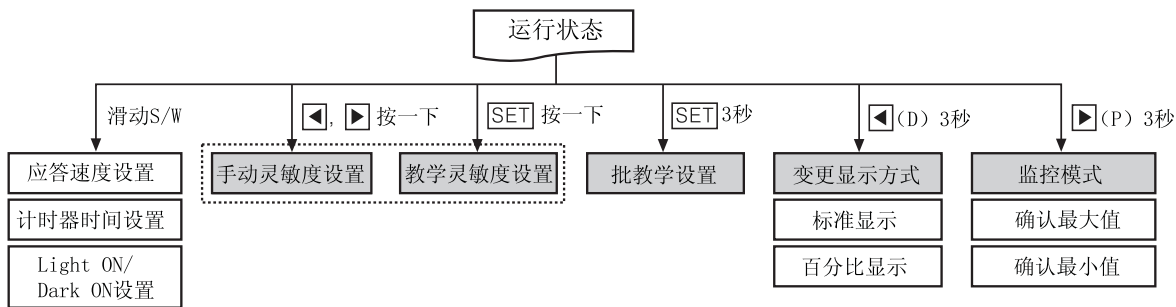 运行状态
滑动S/W
◀, ▶ 按一下
SET 按一下
SET 3秒
◀(D) 3秒
▶(P) 3秒
应答速度设置
手动灵敏度设置
教学灵敏度设置
批教学设置
变更显示方式
监控模式
计时器时间设置
标准显示
确认最大值
Light ON/
Dark ON设置
百分比显示
确认最小值